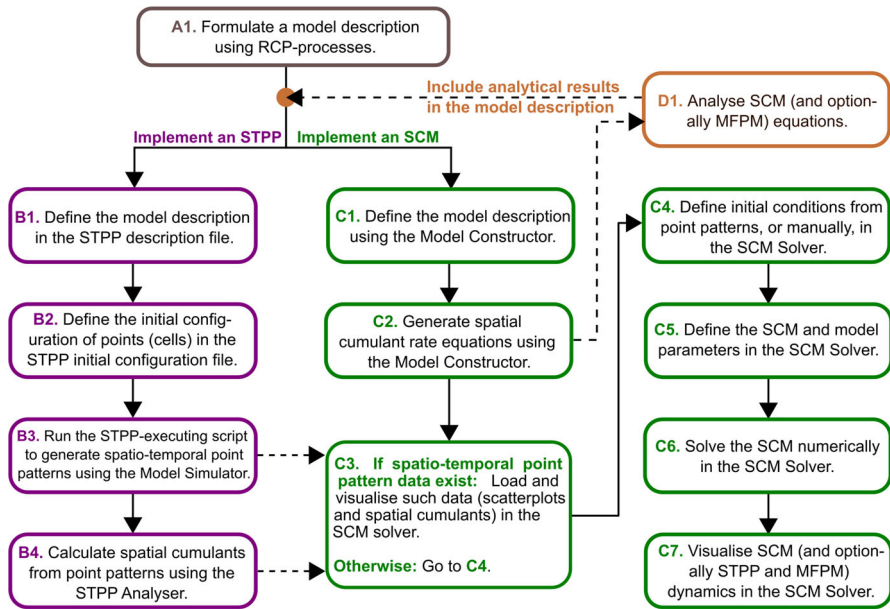 A1. Formulate a model description
using RCP-processes.
Include analytical results
in the model description
D1. Analyse SCM (and option-
ally MFPM) equations.
Implement an STPP
Implement an SCM
B1. Define the model description
in the STPP description file.
B2. Define the initial config-
uration of points (cells) in the
STPP initial configuration file.
B3. Run the STPP-executing script
to generate spatio-temporal point
patterns using the Model Simulator.
B4. Calculate spatial cumulants
from point patterns using the
STPP Analyser.
C1. Define the model description
using the Model Constructor.
C2. Generate spatial
cumulant rate equations using
the Model Constructor.
C3. If spatio-temporal point
pattern data exist: Load and
visualise such data (scatterplots
and spatial cumulants) in the
SCM solver.
Otherwise: Go to C4.
C4. Define initial conditions from
point patterns, or manually, in
the SCM Solver.
C5. Define the SCM and model
parameters in the SCM Solver.
C6. Solve the SCM numerically
in the SCM Solver.
C7. Visualise SCM (and option-
ally STPP and MFPM)
dynamics in the SCM Solver.